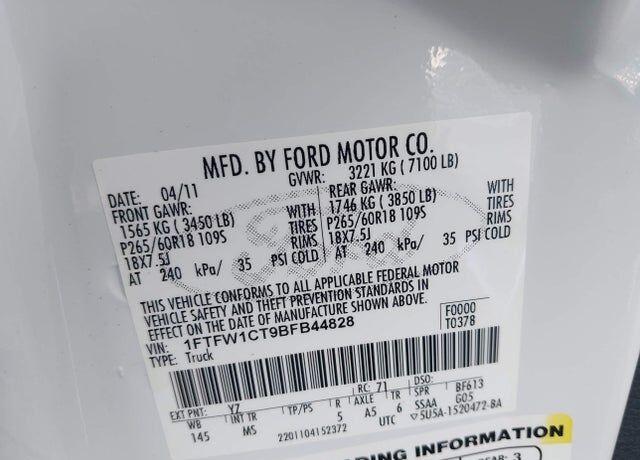 MFD. BY FORD MOTOR CO.
DATE: 04/11 GVWR: 3221 KG ( 7100 LB)
FRONT GAWR: REAR GAWR:
1565 KG ( 3450 LB) WITH 1746 KG ( 3850 LB) WITH
P265/60R18 109S TIRES P265/60R18 109S TIRES
18X7.5J RIMS 18X7.5J RIMS
AT 240 kPa/ 35 PSI COLD AT 240 kPa/ 35 PSI COLD
THIS VEHICLE CONFORMS TO ALL APPLICABLE FEDERAL MOTOR
VEHICLE SAFETY AND THEFT PREVENTION STANDARDS IN
EFFECT ON THE DATE OF MANUFACTURE SHOWN ABOVE.
VIN: 1FTFW1CT9BFB44828 F0000
TYPE: Truck T0378
EXT PNT: Y7 RC: 71 DSO: BF613
WB INT TR TP/PS R AXLE TR SPR G05
145 MS 5 A5 6 SSAA
2201104152372 UTC ▽5U5A-1520472-BA
DING INFORMATION
REAR: 3